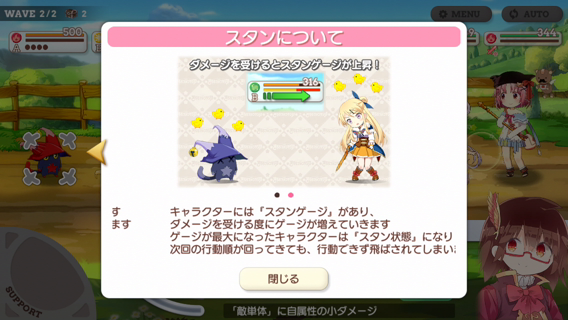 WAVE 2/2
2
500
MENU
AUTO
344
A
スタンについて
ダメージを受けるとスタンゲージが上昇！
316
B
す
ます
キャラクターには「スタンゲージ」があり、
ダメージを受ける度にゲージが増えていきます
ゲージが最大になったキャラクターは「スタン状態」になり
次回の行動順が回ってきても、行動できず飛ばされてしまいま
閉じる
SUPPORT
「敵単体」に自属性の小ダメージ